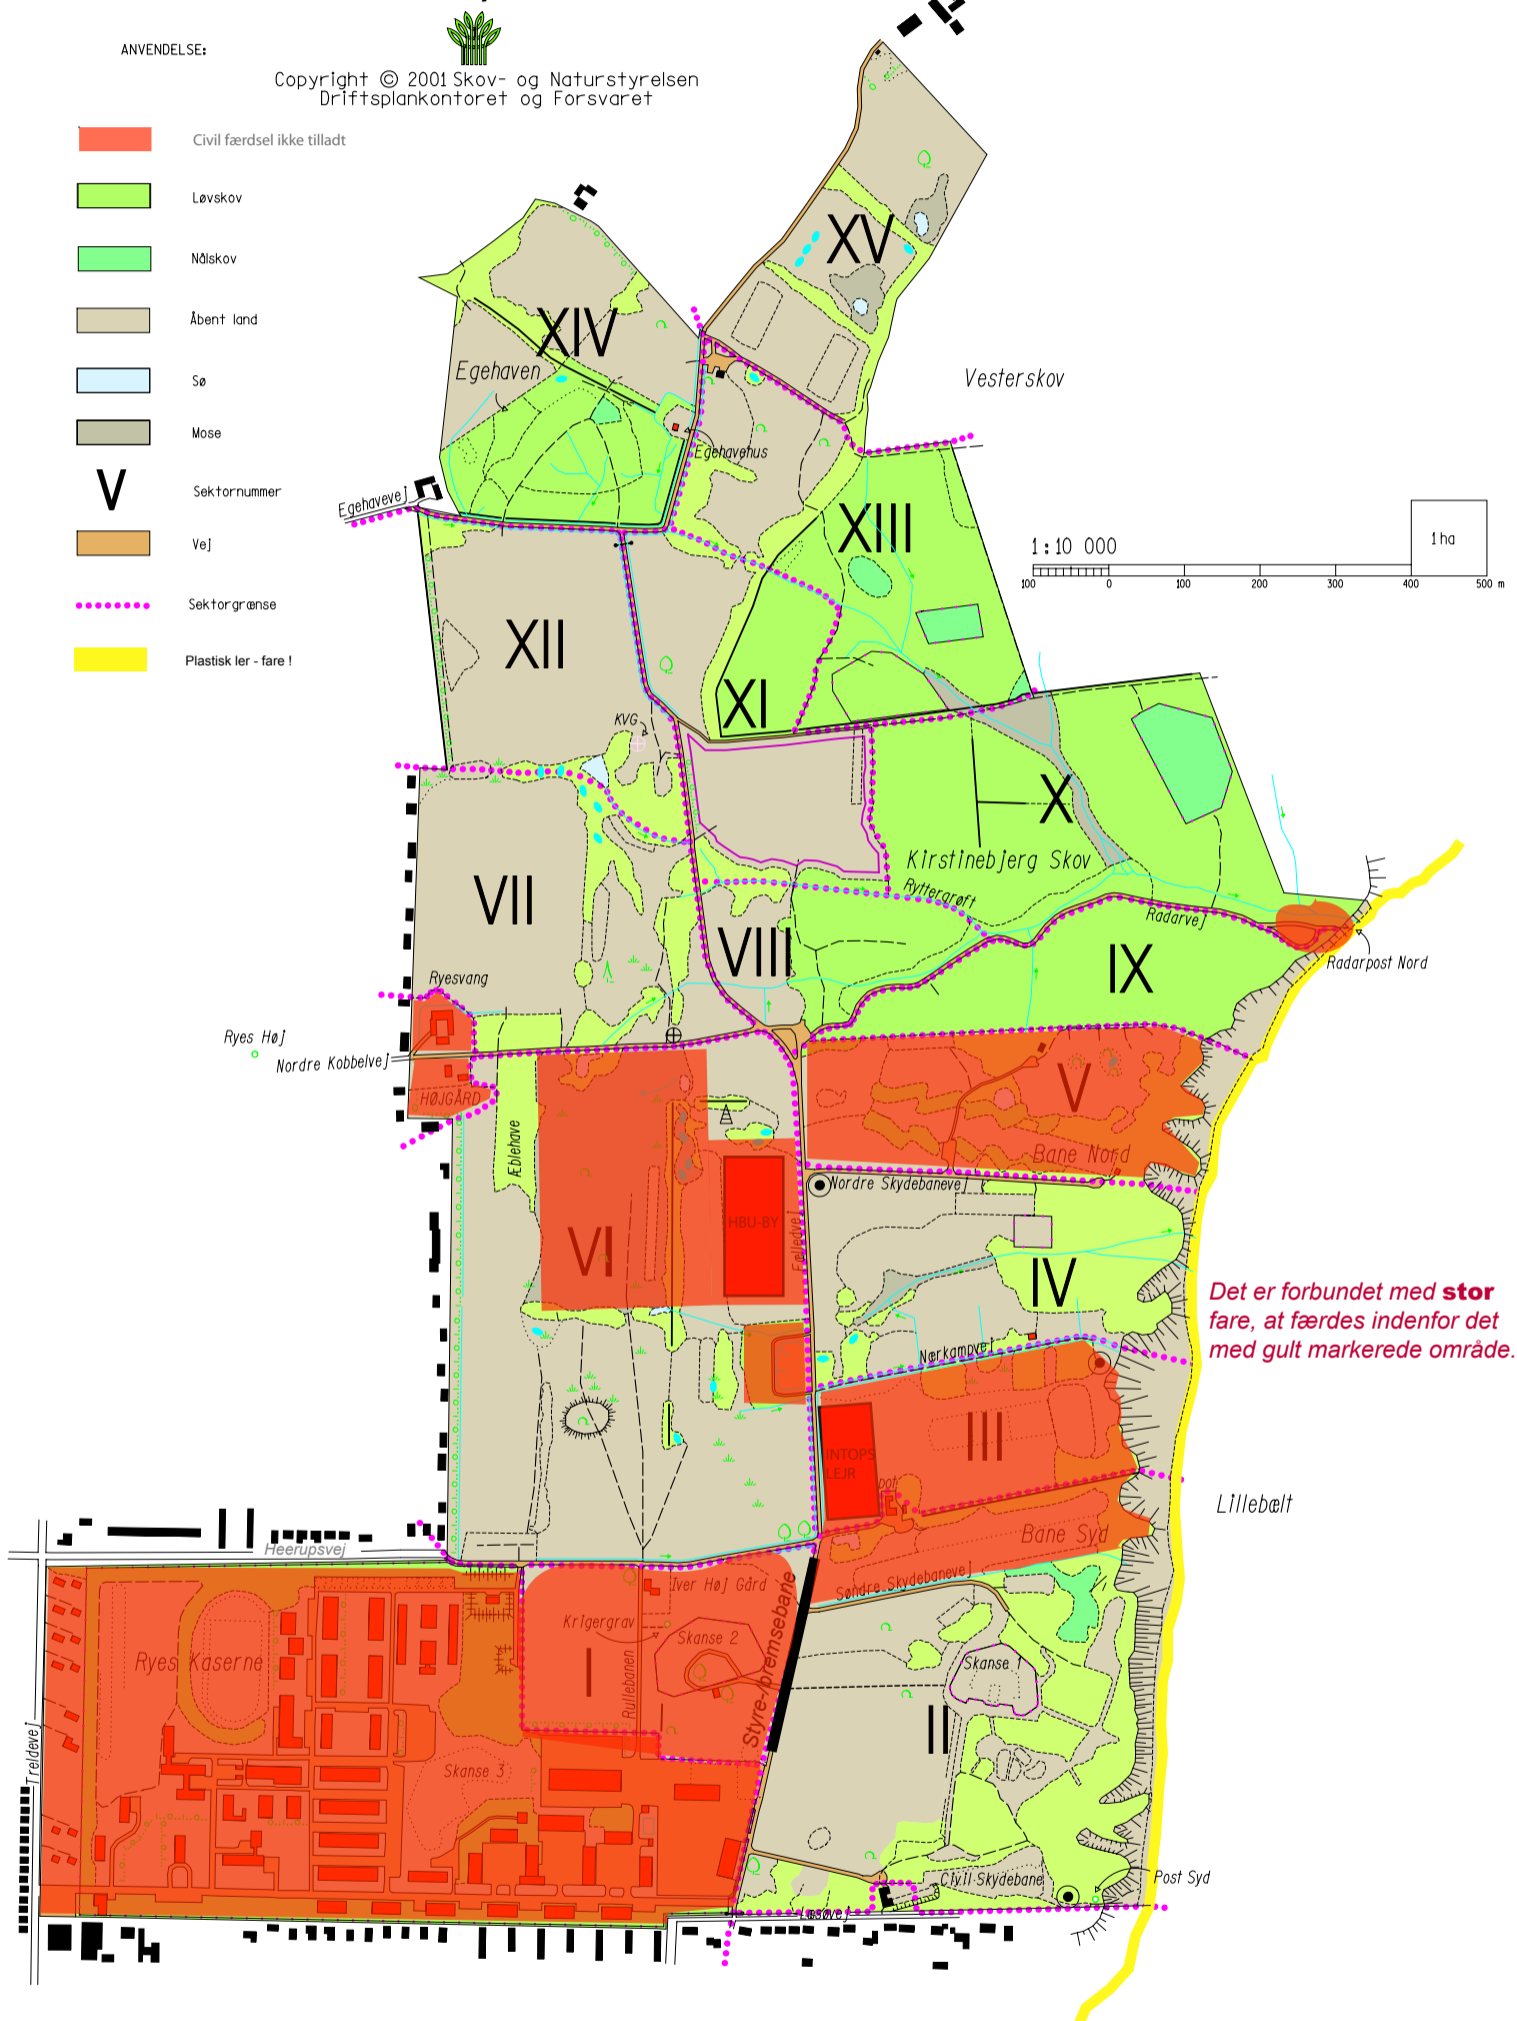 ANVENDELSE:
Copyright © 2001 Skov- og Naturstyrelsen
Driftsplankontoret og Forsvaret
Civil færdsel ikke tilladt
Løvskov
Nålskov
Åbent land
Sø
Mose
V
Sektornummer
Vej
Sektorgrænse
Plastisk ler - fare !
XV
XIV
Egehaven
Vesterskov
Egehavehus
Egehavevej
XIII
1:10 000
1 ha
100 0 100 200 300 400 500 m
XII
XI
KVG
X
Kirstinebjerg Skov
VII
Ryttergrøft
Radarvej
VIII
IX
Radarpost Nord
Ryesvang
Ryes Høj
Nordre Kobbelvej
HØJGÅRD
V
Æblehave
Bane Nord
Nordre Skydebanevej
HBU-BY
Fælledvej
VI
IV
Det er forbundet med stor
fare, at færdes indenfor det
med gult markerede område.
Nærkampvej
III
INTOPS
LEJR
pof
Lillebælt
Bane Syd
Heerupsvej
Søndre Skydebanevej
Iver Høj Gård
Krigergrav
Skanse 2
Styre-/bremsebane
Ryes Kaserne
I
Rullebanen
Skanse 1
II
Treldevej
Skanse 3
Civil Skydebane
Post Syd